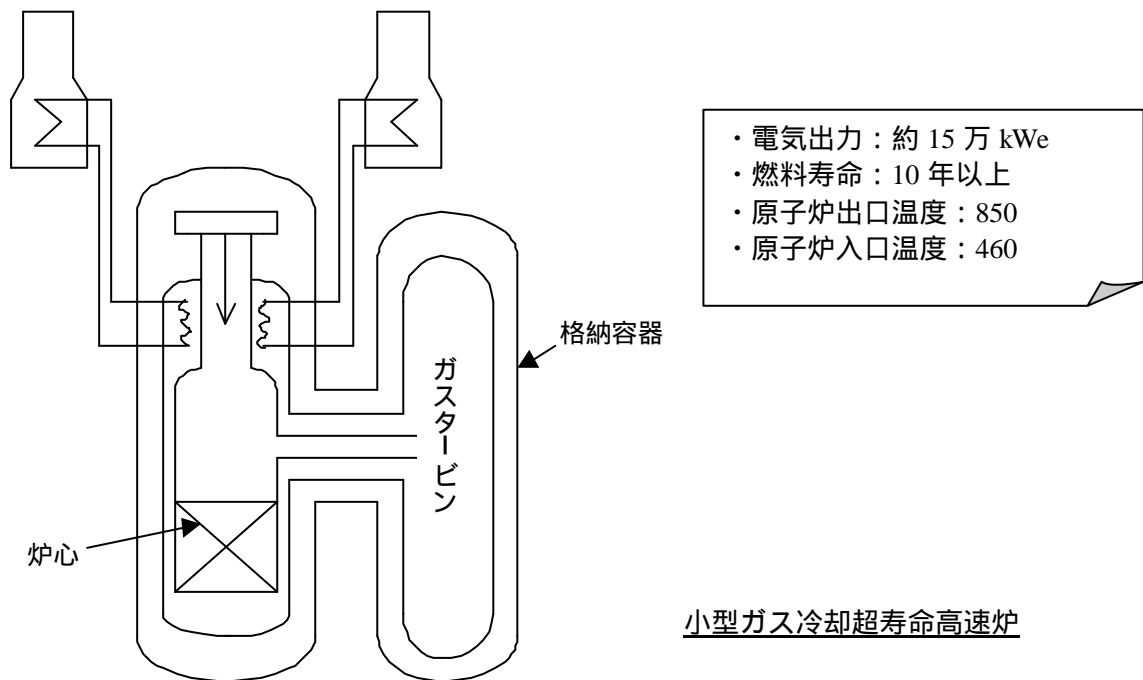 ・電気出力：約 15 万 kWe
・燃料寿命：10 年以上
・原子炉出口温度：850
・原子炉入口温度：460
格納容器
ガスタービン
炉心
小型ガス冷却超寿命高速炉